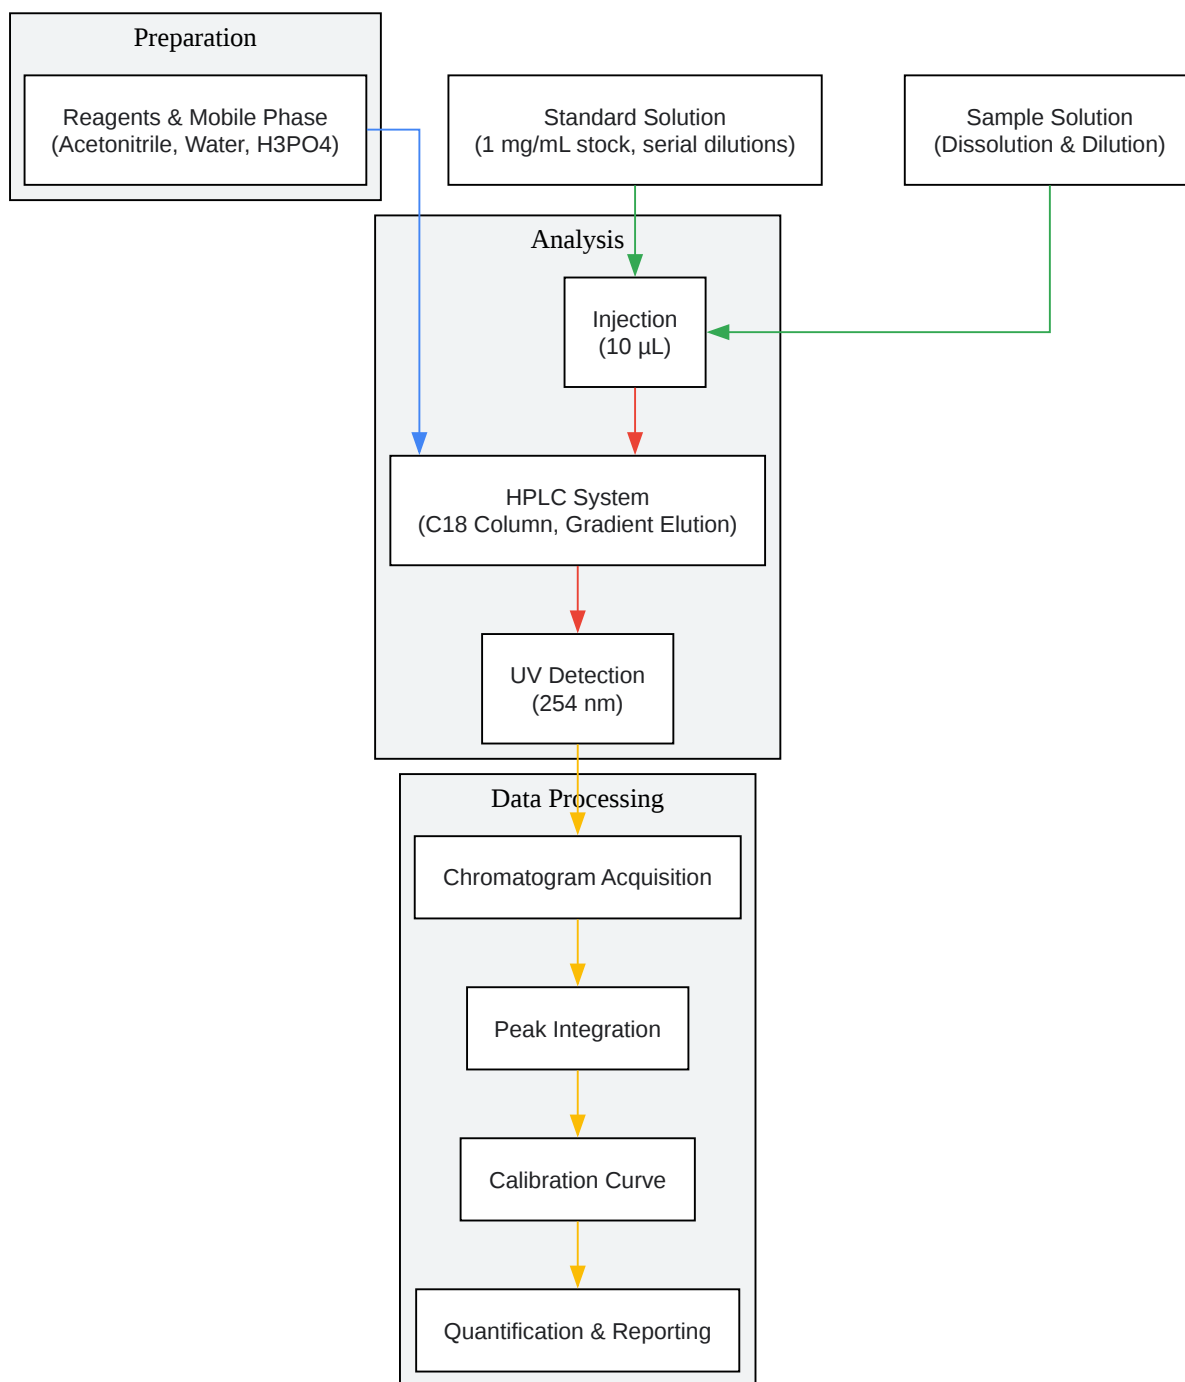 Preparation
Reagents & Mobile Phase
(Acetonitrile, Water, H3PO4)
Standard Solution
(1 mg/mL stock, serial dilutions)
Sample Solution
(Dissolution & Dilution)
Analysis
Injection
(10 µL)
HPLC System
(C18 Column, Gradient Elution)
UV Detection
(254 nm)
Data Processing
Chromatogram Acquisition
Peak Integration
Calibration Curve
Quantification & Reporting